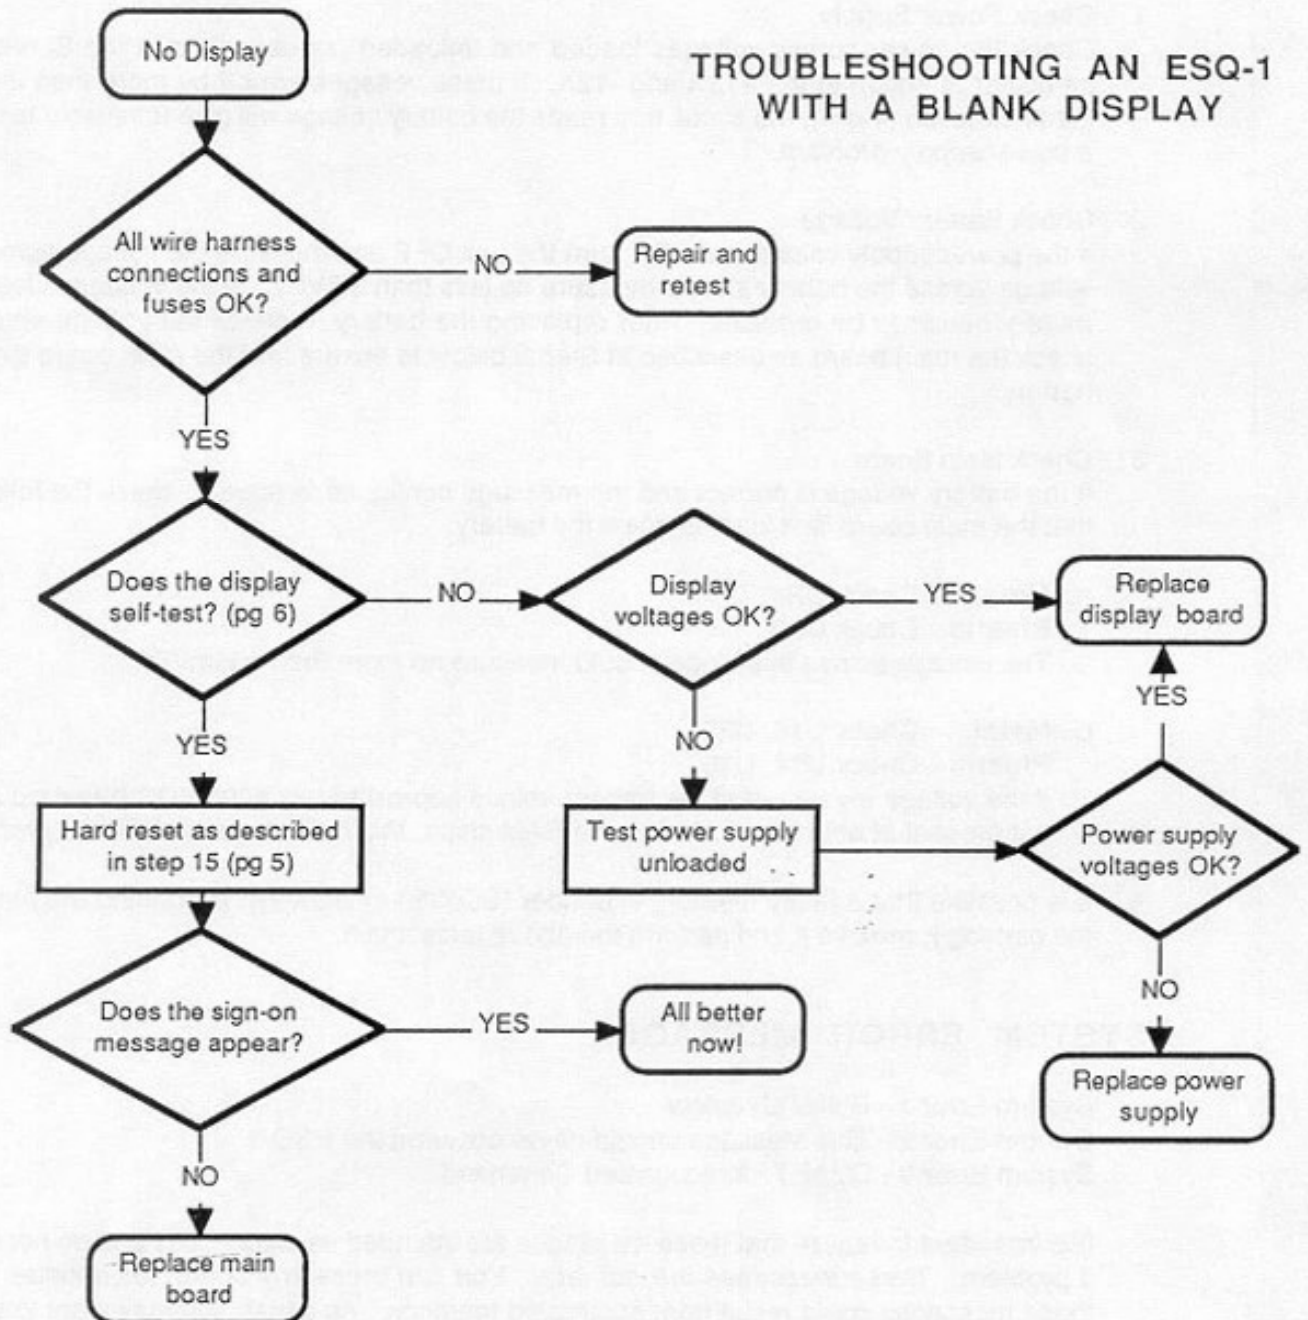 TROUBLESHOOTING AN ESQ-1
WITH A BLANK DISPLAY
No Display
All wire harness
connections and
fuses OK?
NO
Repair and
retest
YES
Does the display
self-test? (pg 6)
NO
Display
voltages OK?
YES
Replace
display board
YES
NO
YES
Hard reset as described
in step 15 (pg 5)
Test power supply
unloaded
Power supply
voltages OK?
NO
Replace power
supply
Does the sign-on
message appear?
YES
All better
now!
NO
Replace main
board